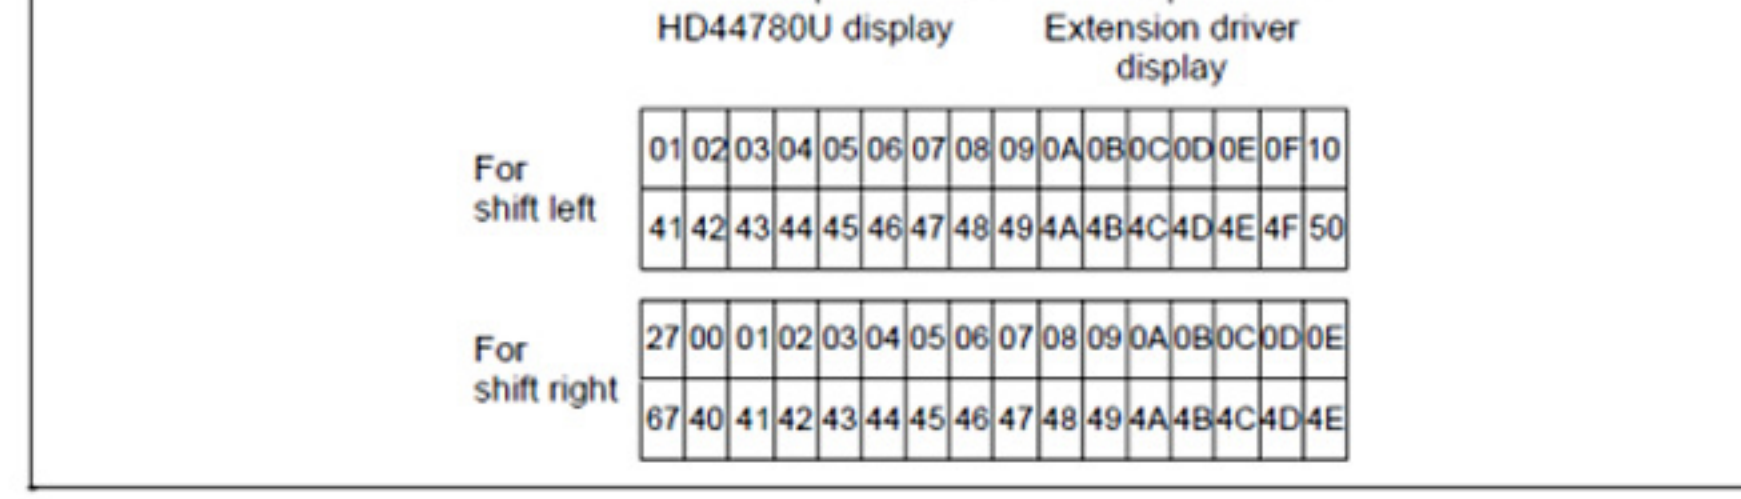 HD44780U display
Extension driver
display
For
shift left
01 02 03 04 05 06 07 08 09 0A 0B 0C 0D 0E 0F 10
41 42 43 44 45 46 47 48 49 4A 4B 4C 4D 4E 4F 50
For
shift right
27 00 01 02 03 04 05 06 07 08 09 0A 0B 0C 0D 0E
67 40 41 42 43 44 45 46 47 48 49 4A 4B 4C 4D 4E